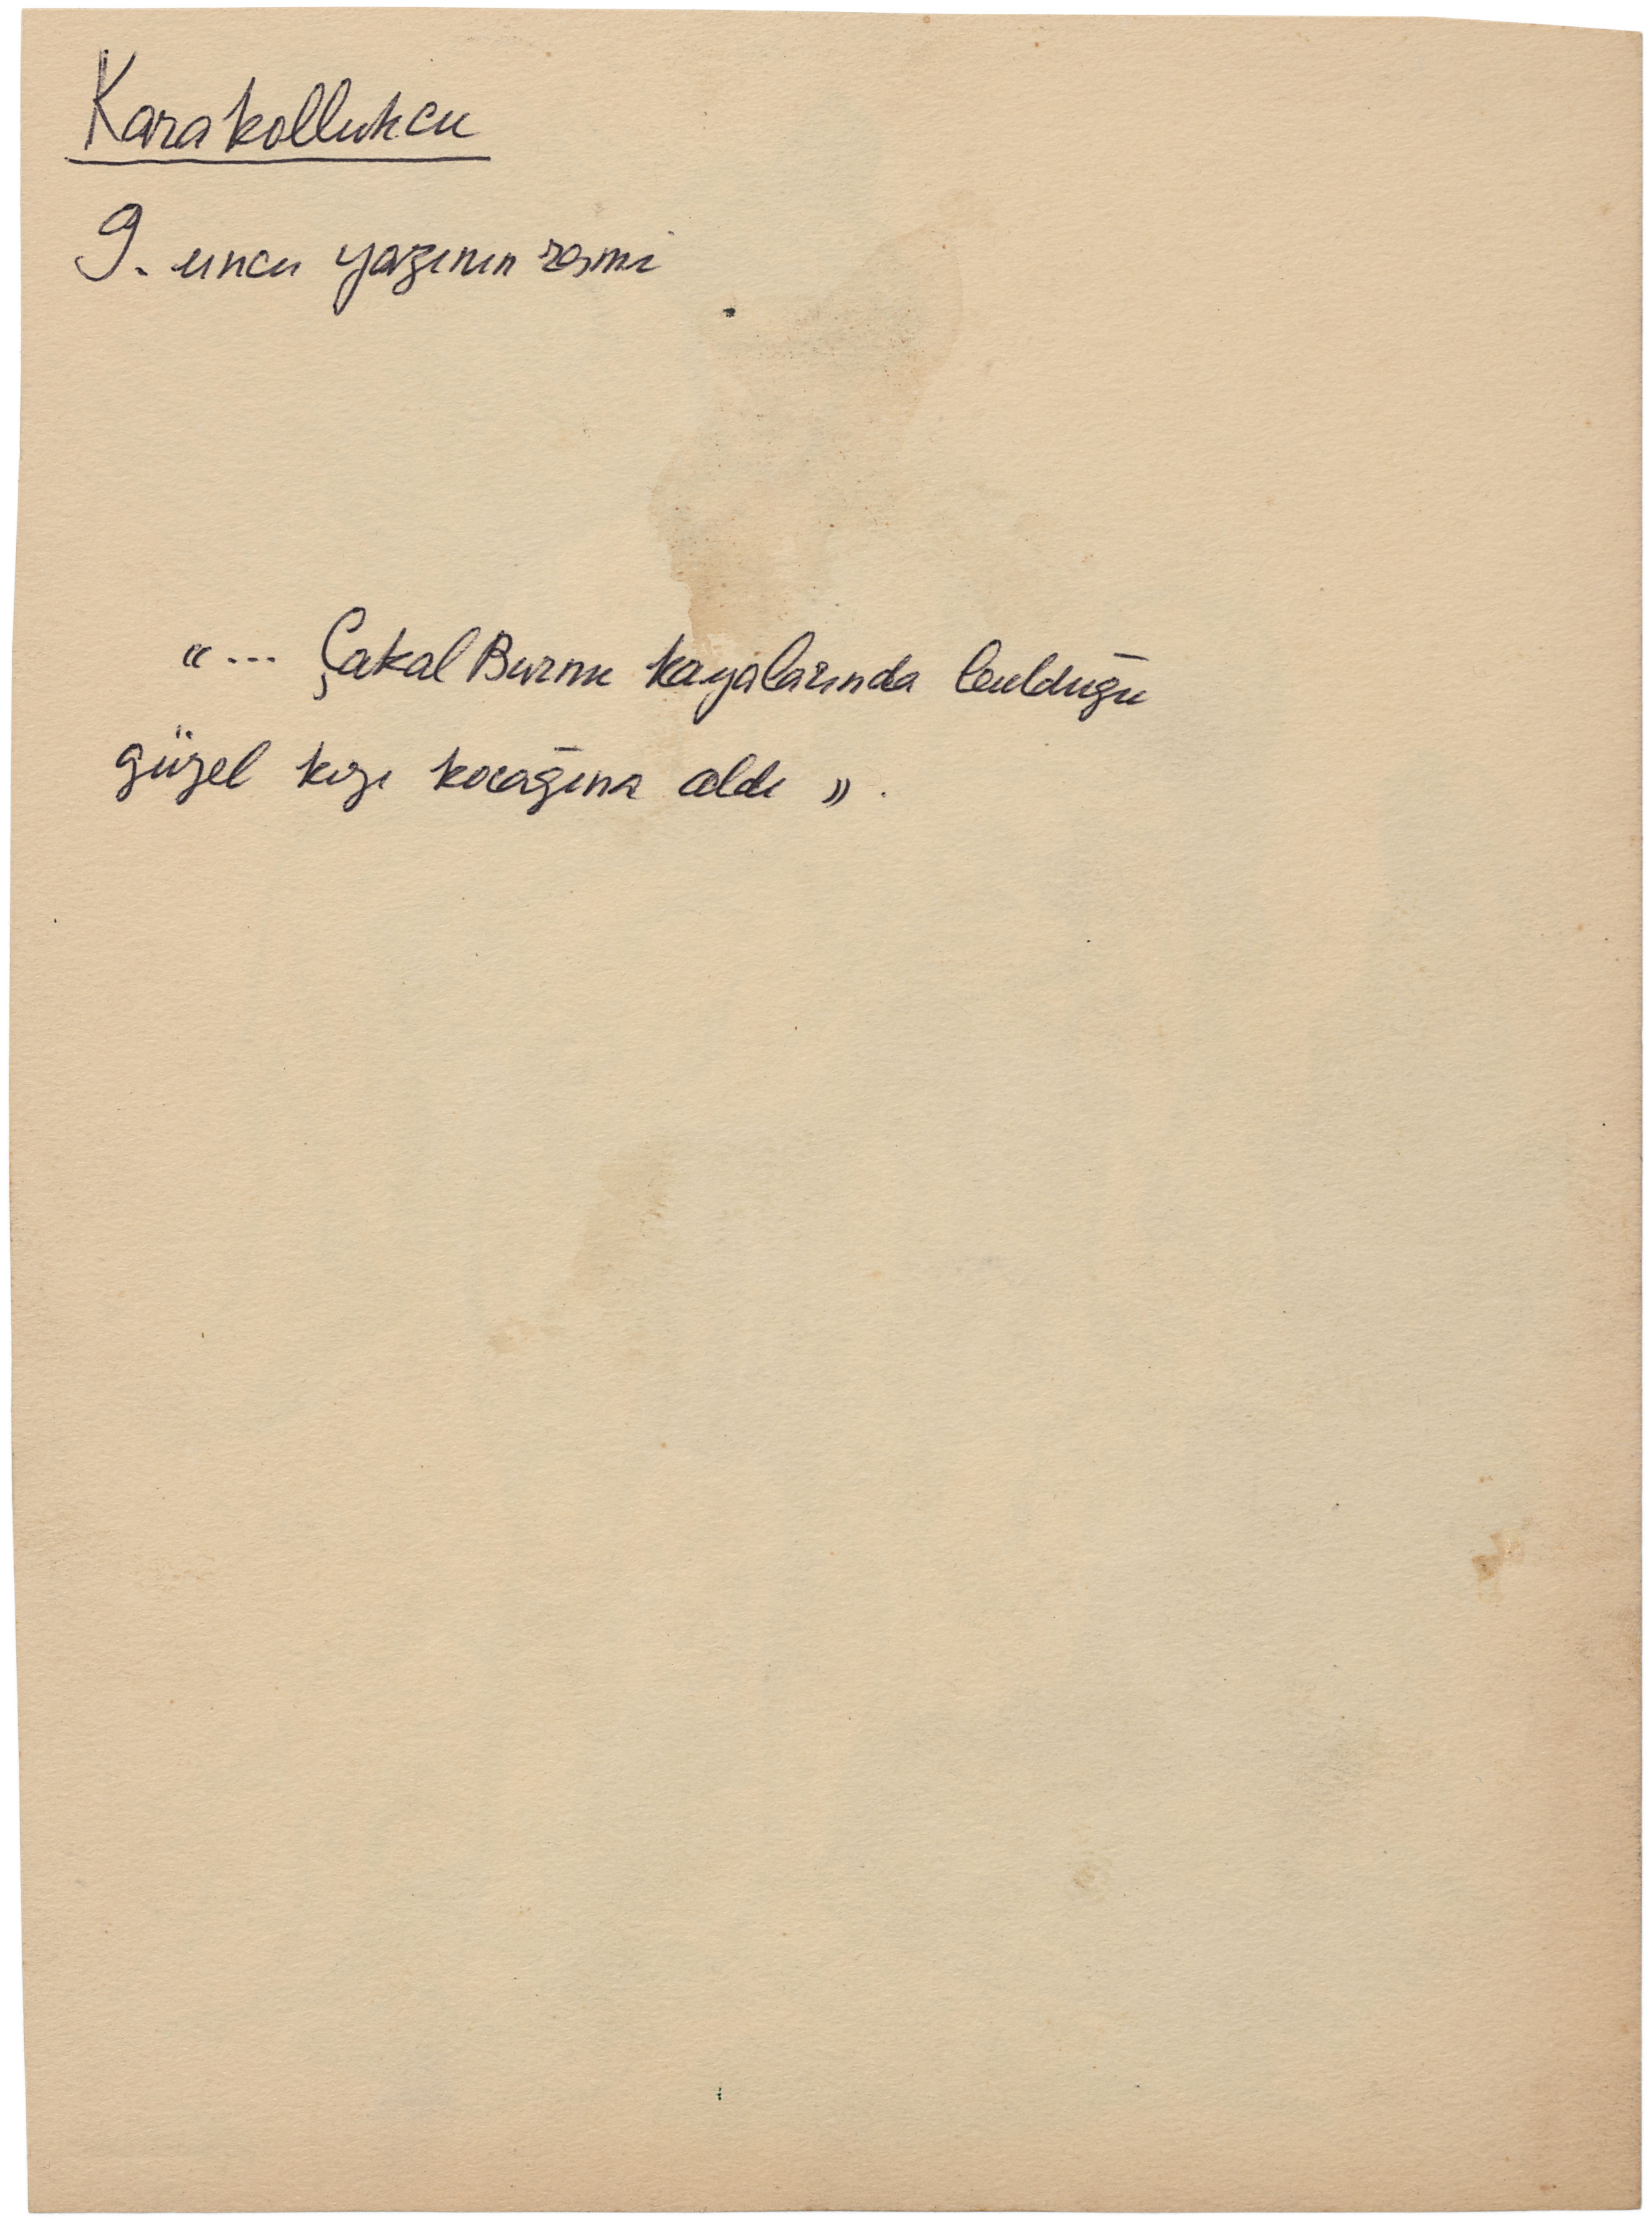 Karakollukcu
9. uncu yazının resmi
«... Çakal Burnu kayalarında bulduğu
güzel kızı kucağına aldı ».